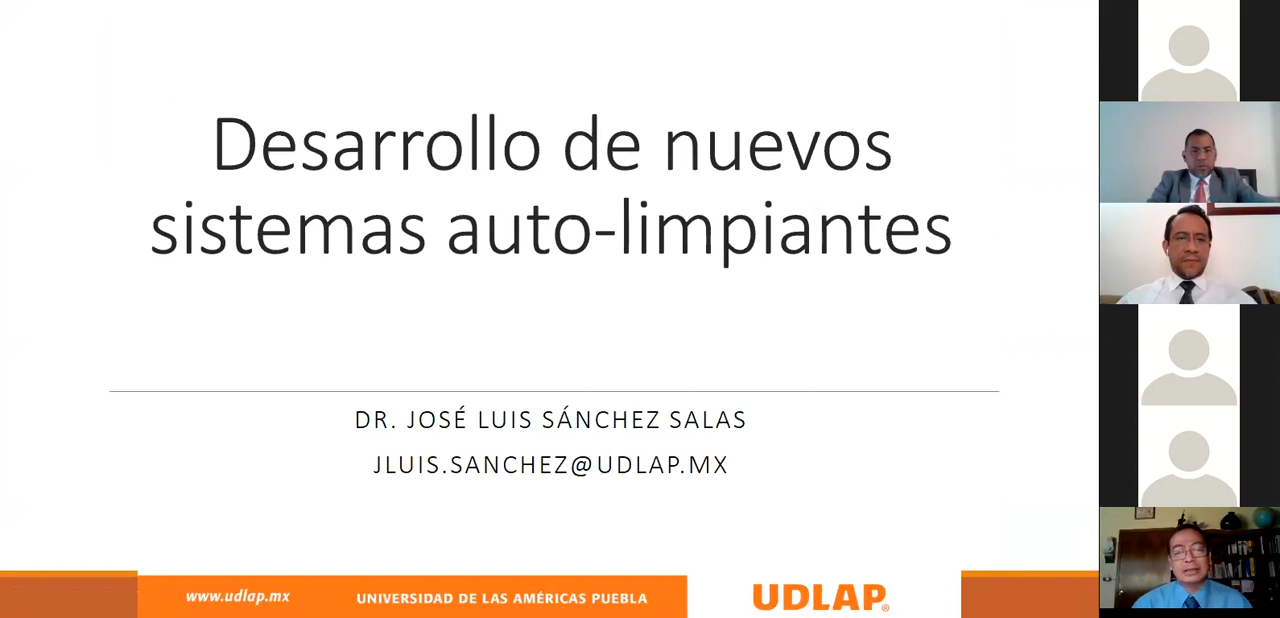 Desarrollo de nuevos
sistemas auto-limpiantes
DR. JOSÉ LUIS SÁNCHEZ SALAS
JLUIS.SANCHEZ@UDLAP.MX
www.udlap.mx
UNIVERSIDAD DE LAS AMÉRICAS PUEBLA
UDLAP®